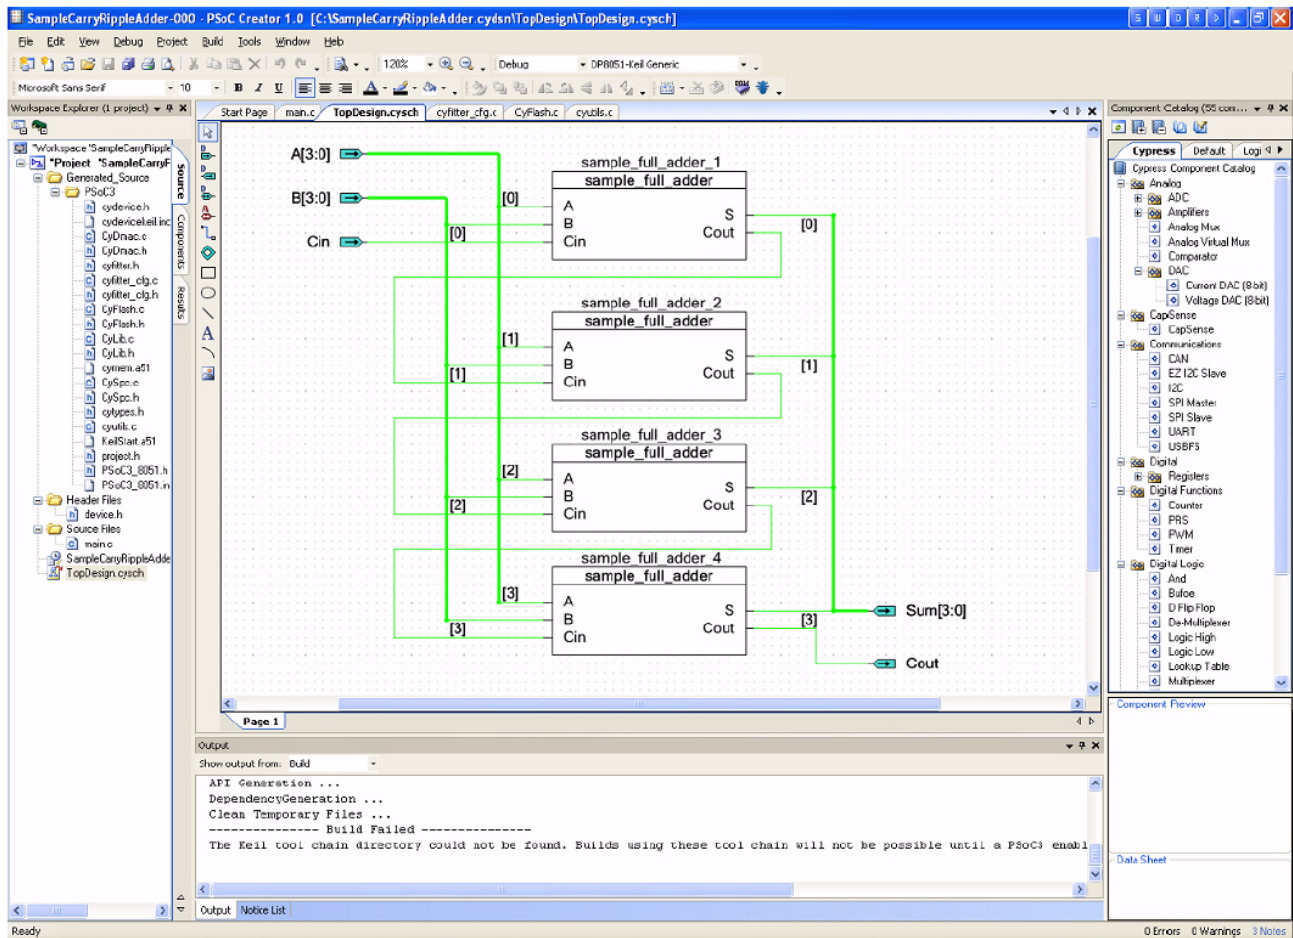 SampleCarryRippleAdder-000 - PSoC Creator 1.0 [C:\SampleCarryRippleAdder.cydsn\TopDesign\TopDesign.cysch]
File Edit View Debug Project Build Tools Window Help
120% Debug DP8051-Keil Generic
Microsoft Sans Serif 10 B I U A
Workspace Explorer (1 project)
Workspace 'SampleCarryRipple
*Project 'SampleCarryF
Generated_Source
PSoC3
cydevice.h
cydevicekeil.inc
CyDmac.c
CyDmac.h
cyfitter.h
cyfitter_cfg.c
cyfitter_cfg.h
CyFlash.c
CyFlash.h
CyLib.c
CyLib.h
cymem.a51
CySpc.c
CySpc.h
cytypes.h
cyutils.c
KeilStart.a51
project.h
PSoC3_8051.h
PSoC3_8051.in
Header Files
device.h
Source Files
main.c
SampleCarryRippleAdde
TopDesign.cysch
Source
Components
Results
Start Page main.c TopDesign.cysch cyfitter_cfg.c CyFlash.c cyutils.c
A[3:0]
B[3:0]
Cin
sample_full_adder_1
sample_full_adder
[0]
[0]
A
B
Cin
S
Cout
[0]
sample_full_adder_2
sample_full_adder
[1]
[1]
A
B
Cin
S
Cout
[1]
sample_full_adder_3
sample_full_adder
[2]
[2]
A
B
Cin
S
Cout
[2]
sample_full_adder_4
sample_full_adder
[3]
[3]
A
B
Cin
S
Cout
[3]
Sum[3:0]
Cout
Page 1
Component Catalog (55 com...
Cypress Default Logi
Cypress Component Catalog
Analog
ADC
Amplifiers
Analog Mux
Analog Virtual Mux
Comparator
DAC
Current DAC (8-bit)
Voltage DAC (8-bit)
CapSense
CapSense
Communications
CAN
EZ I2C Slave
I2C
SPI Master
SPI Slave
UART
USBFS
Digital
Registers
Digital Functions
Counter
PRS
PWM
Timer
Digital Logic
And
Bufoe
D Flip Flop
De-Multiplexer
Logic High
Logic Low
Lookup Table
Multiplexer
Component Preview
Data Sheet
Output
Show output from: Build
API Generation ...
DependencyGeneration ...
Clean Temporary Files ...
--------------- Build Failed ---------------
The Keil tool chain directory could not be found. Builds using these tool chain will not be possible until a PSoC3 enabl
Output Notice List
Ready
0 Errors 0 Warnings 3 Notes